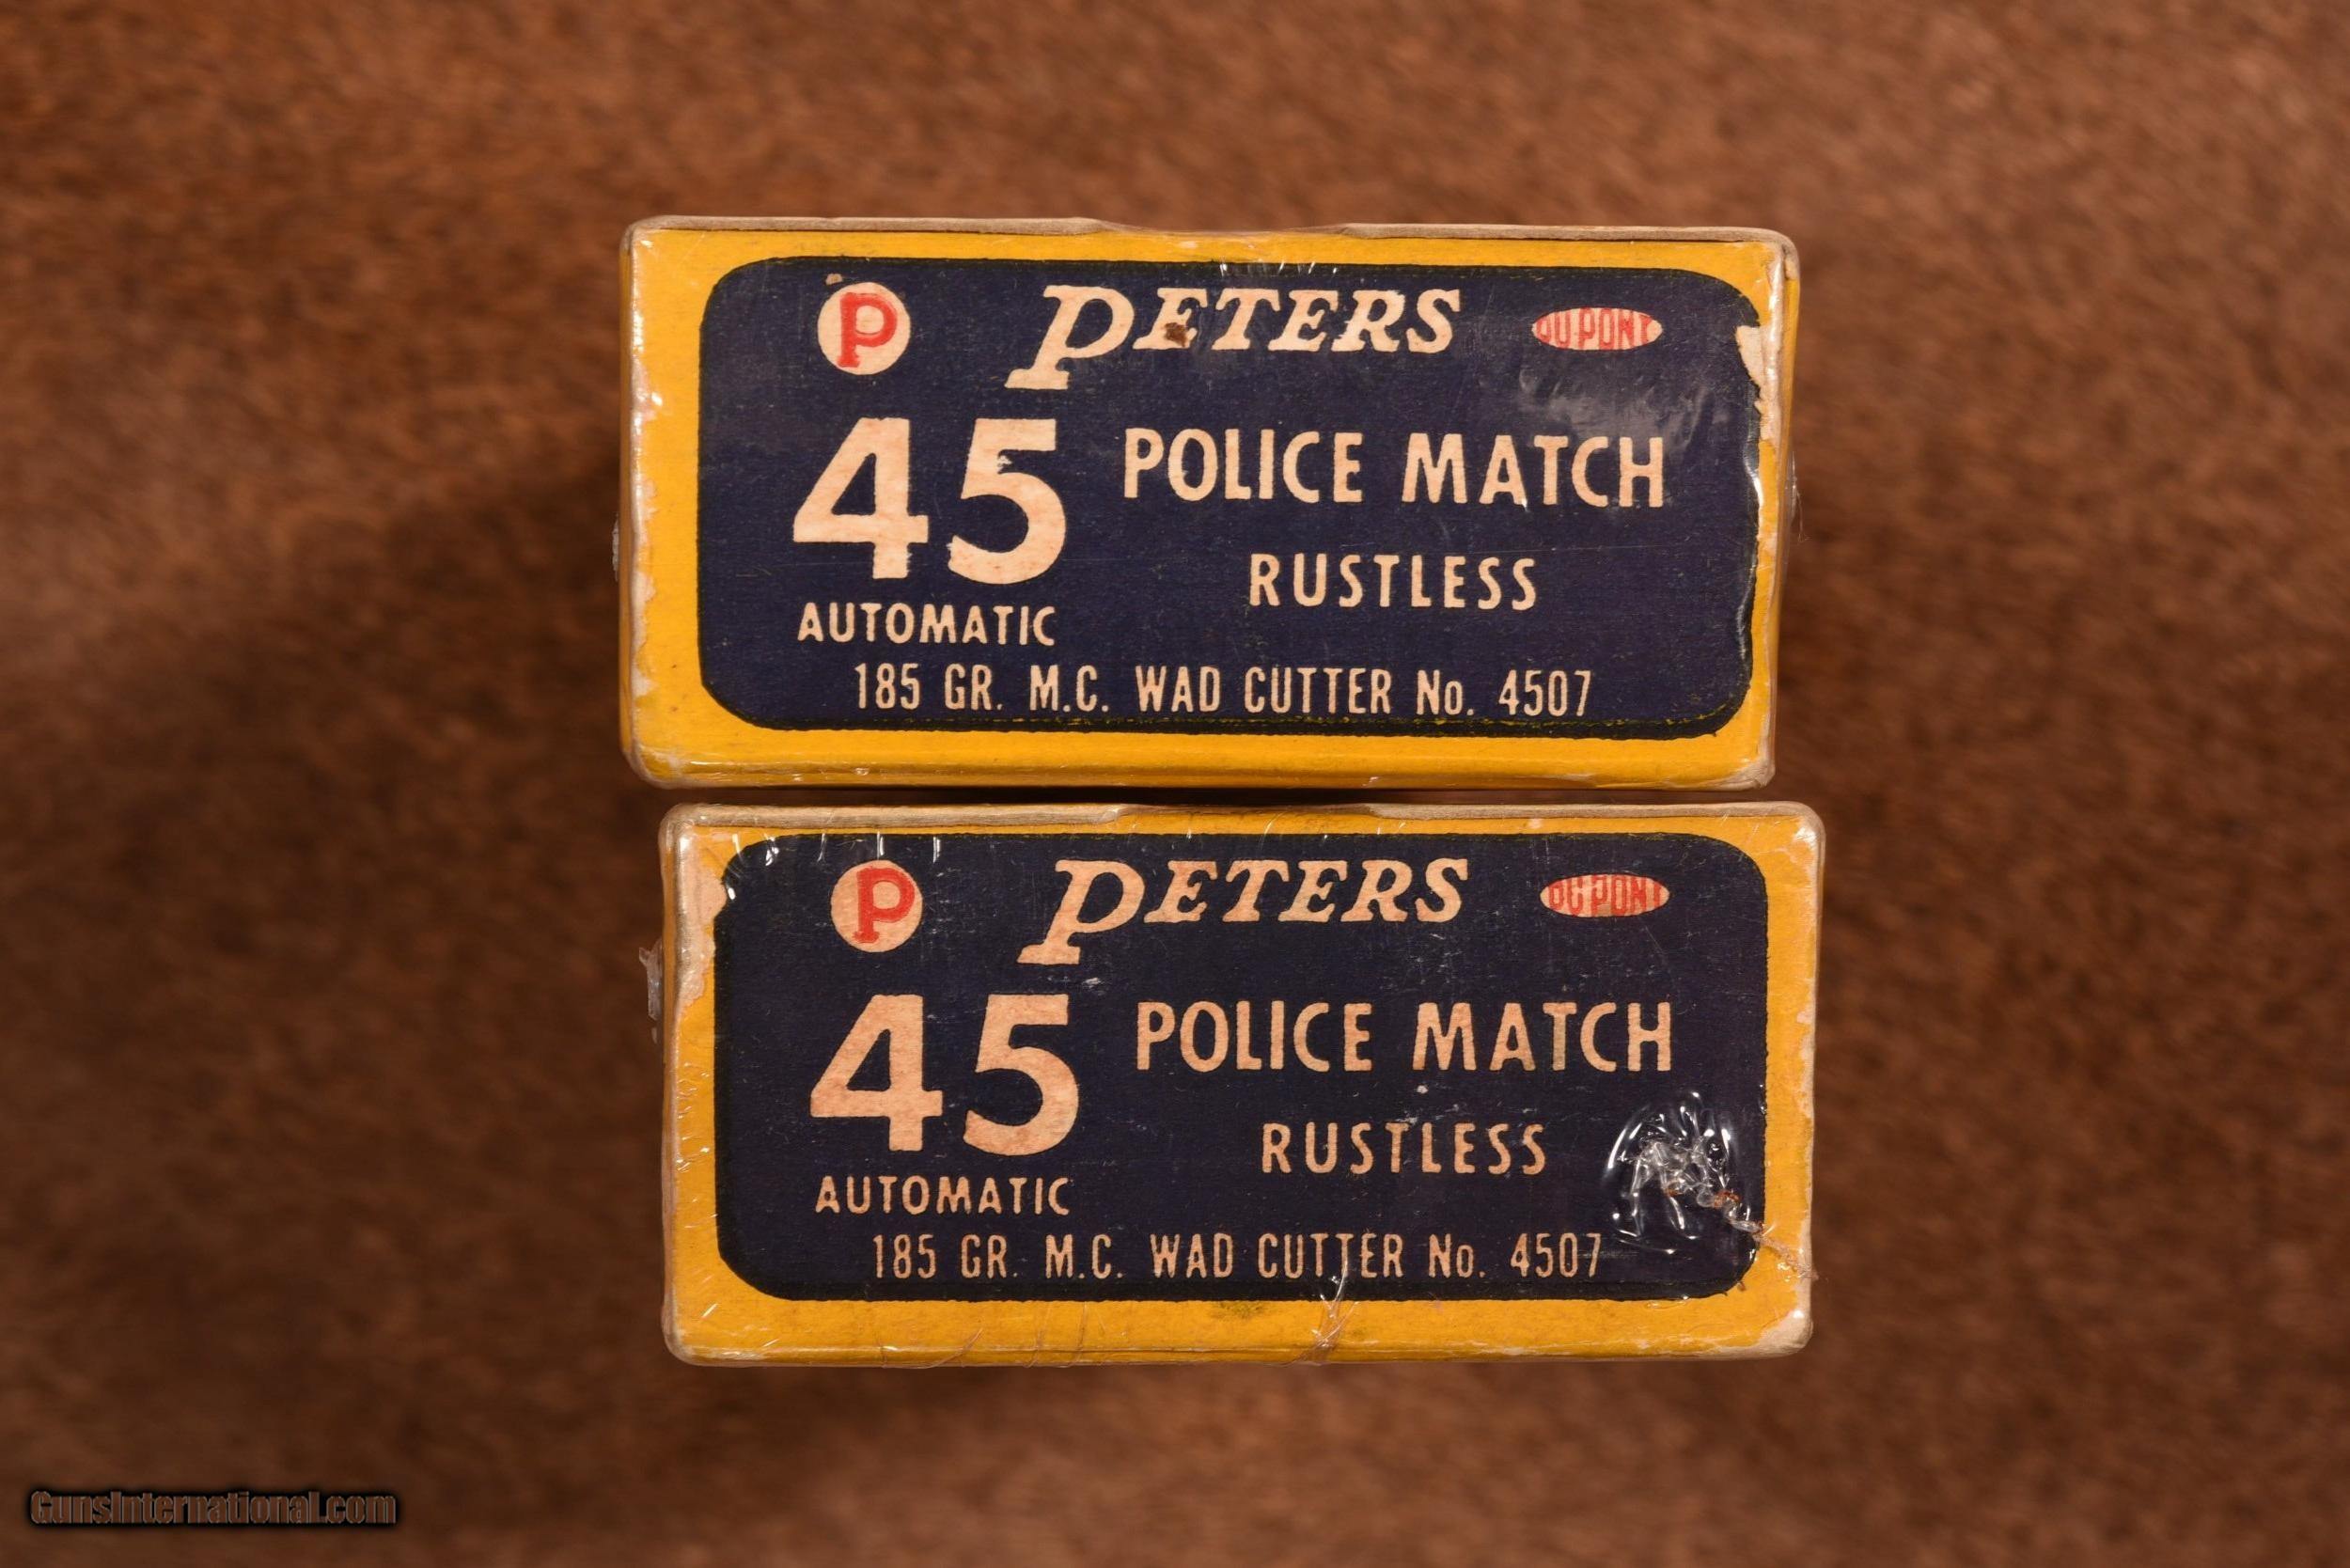 P PETERS DU PONT
45 POLICE MATCH
RUSTLESS
AUTOMATIC
185 GR. M.C. WAD CUTTER No. 4507
P PETERS DU PONT
45 POLICE MATCH
RUSTLESS
AUTOMATIC
185 GR. M.C. WAD CUTTER No. 4507
GunsInternational.com